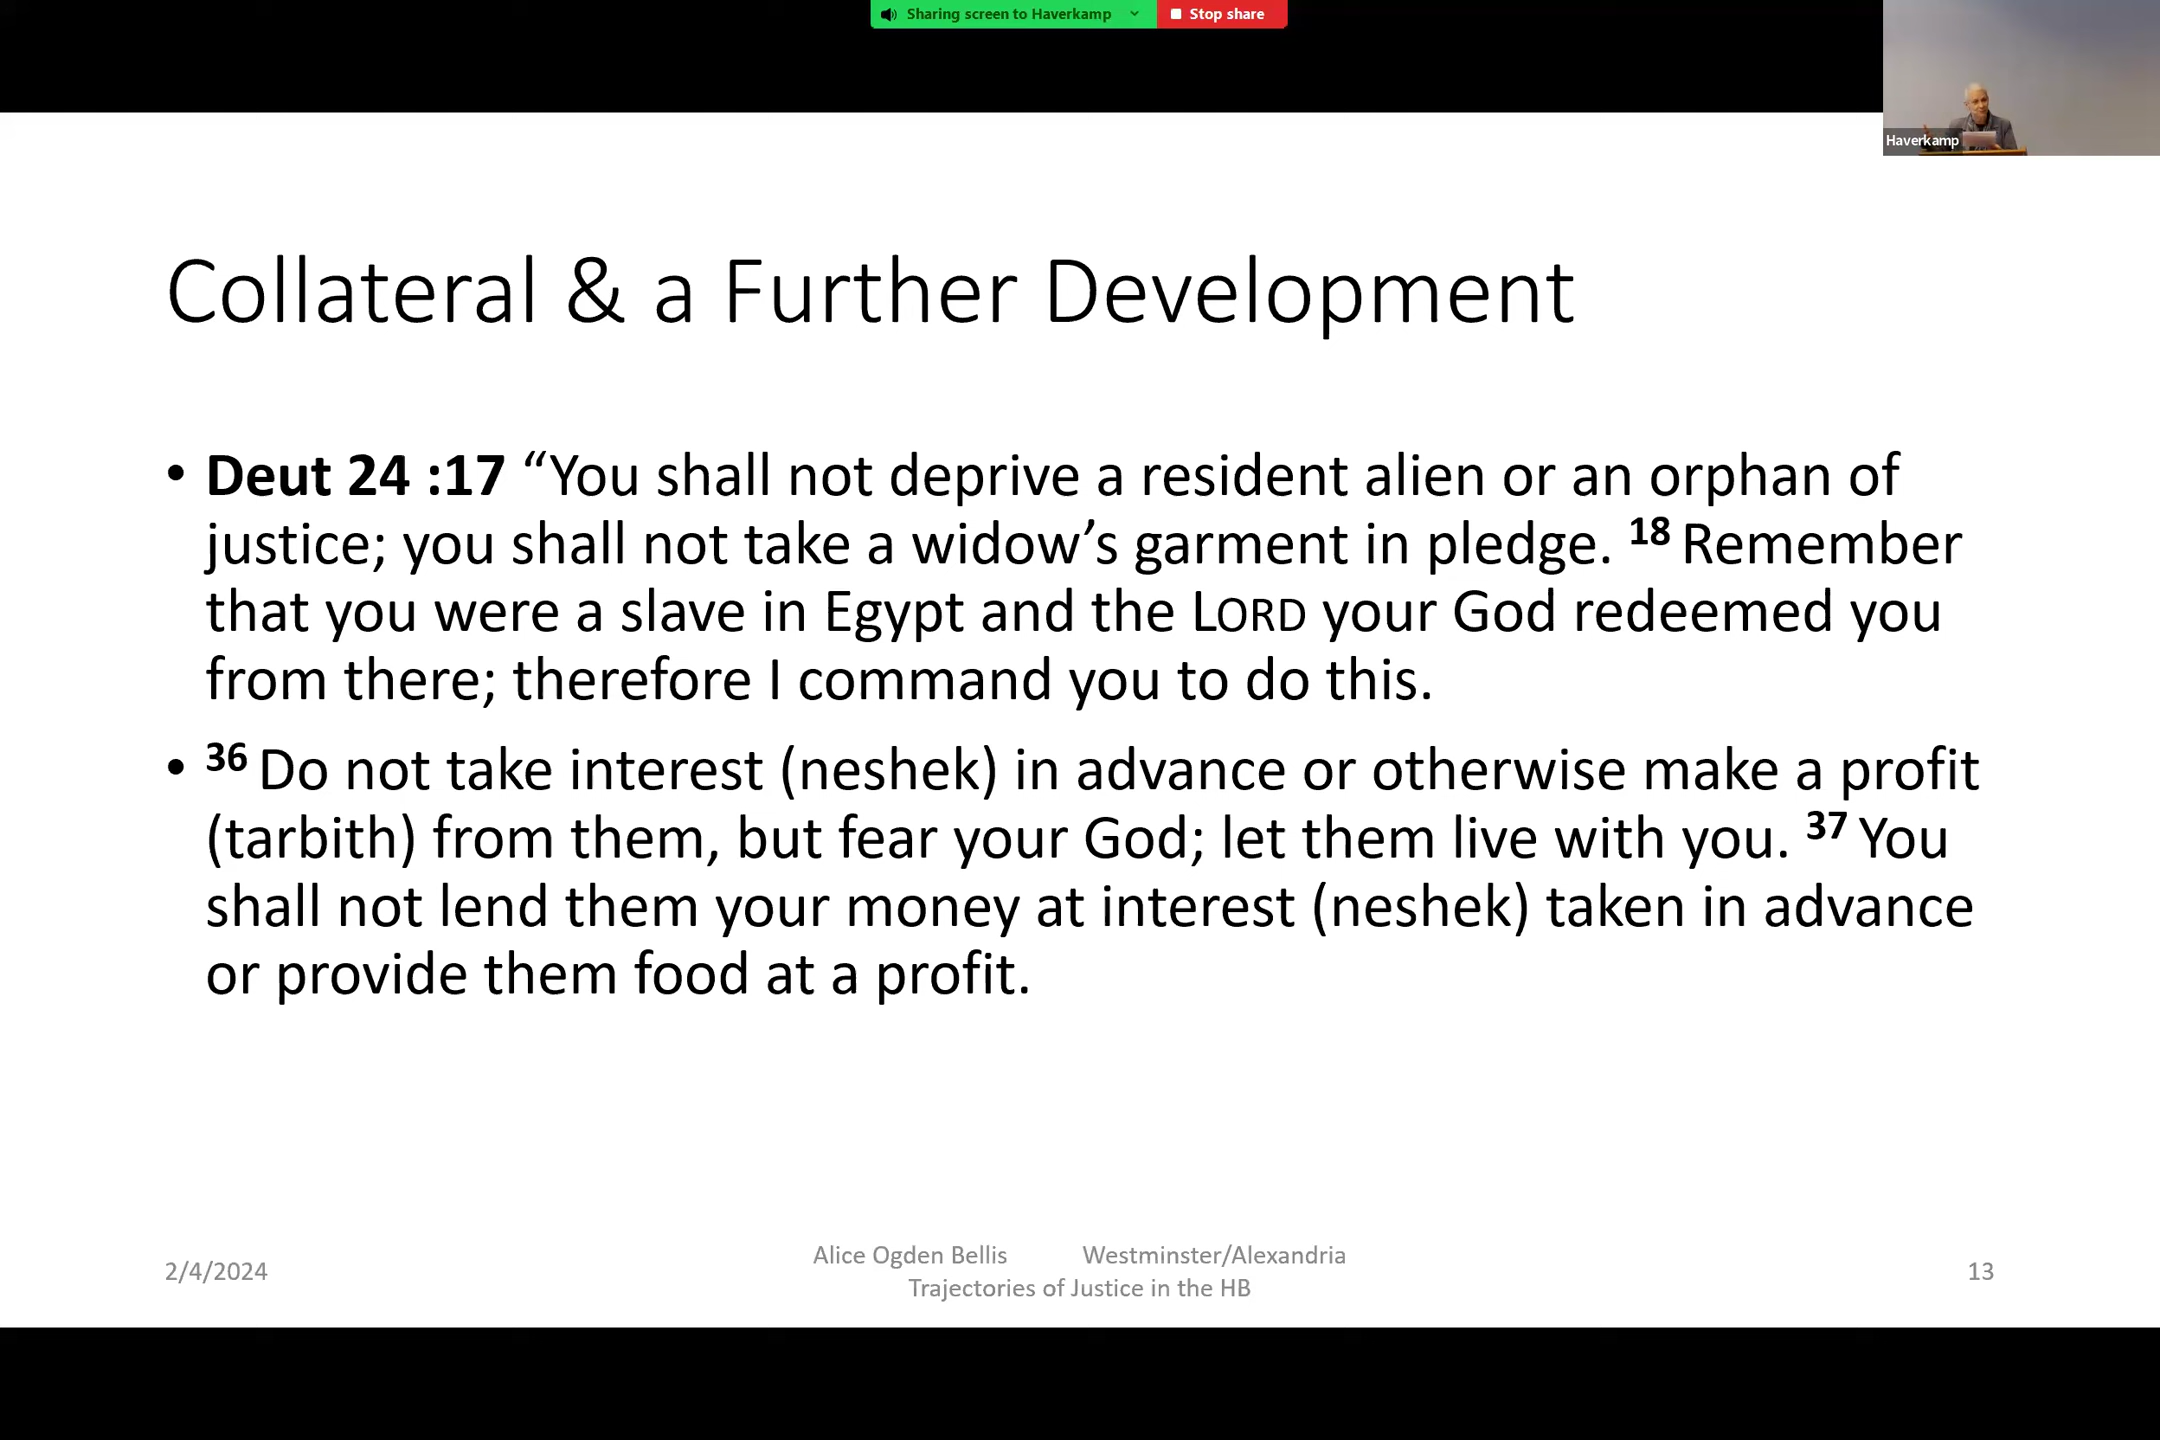 Sharing screen to Haverkamp
Stop share
Haverkamp
Collateral & a Further Development
• Deut 24 :17 “You shall not deprive a resident alien or an orphan of
justice; you shall not take a widow’s garment in pledge. 18 Remember
that you were a slave in Egypt and the LORD your God redeemed you
from there; therefore I command you to do this.
• 36 Do not take interest (neshek) in advance or otherwise make a profit
(tarbith) from them, but fear your God; let them live with you. 37 You
shall not lend them your money at interest (neshek) taken in advance
or provide them food at a profit.
2/4/2024
Alice Ogden Bellis Westminster/Alexandria
Trajectories of Justice in the HB
13